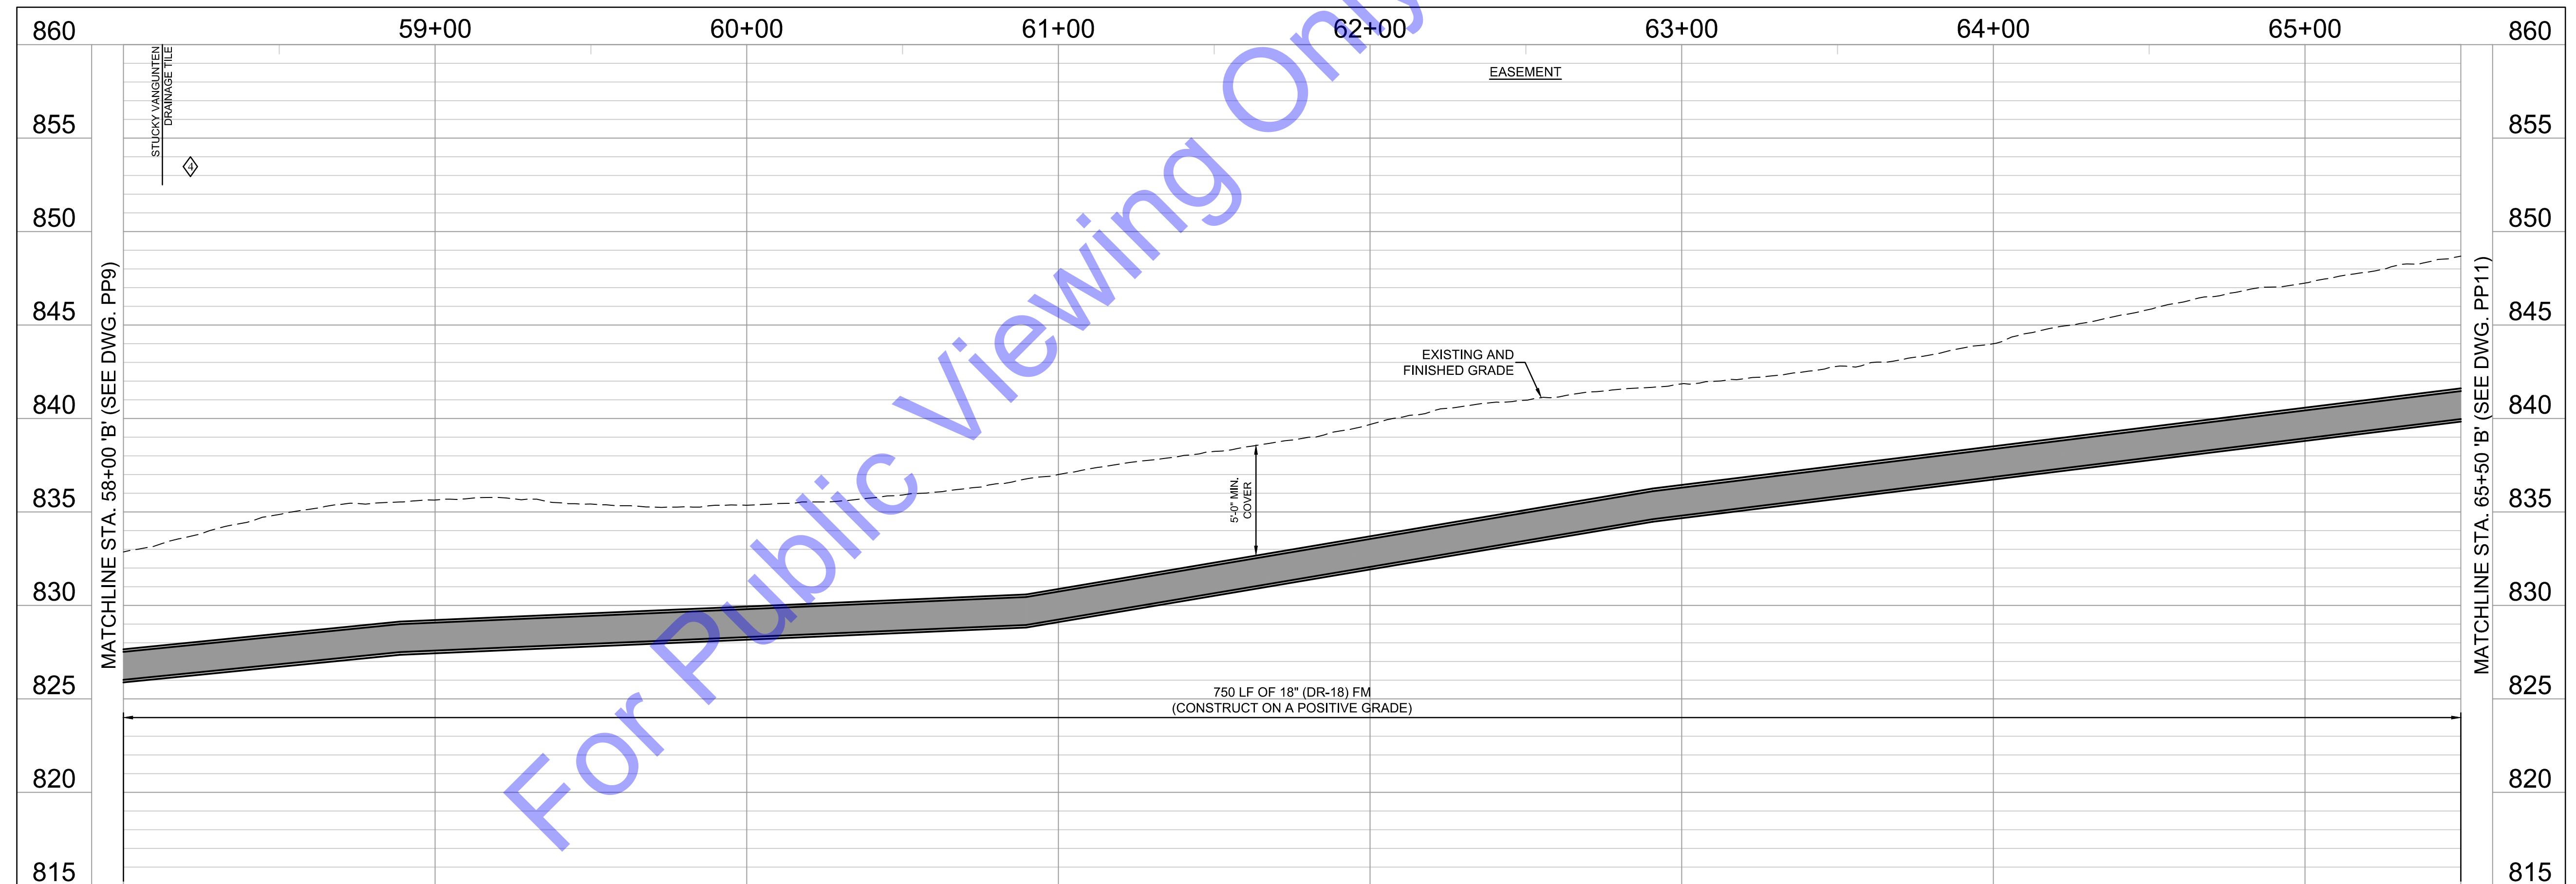 860 59+00 60+00 61+00 62+00 63+00 64+00 65+00 860
STUCKY VANGUNTEN
DRAINAGE TILE
4
EASEMENT
855 855
850 850
845 845
840 840
835 835
830 830
825 825
820 820
815 815
MATCHLINE STA. 58+00 'B' (SEE DWG. PP9)
EXISTING AND
FINISHED GRADE
5'-0" MIN.
COVER
750 LF OF 18" (DR-18) FM
(CONSTRUCT ON A POSITIVE GRADE)
MATCHLINE STA. 65+50 'B' (SEE DWG. PP11)
For Public Viewing Only